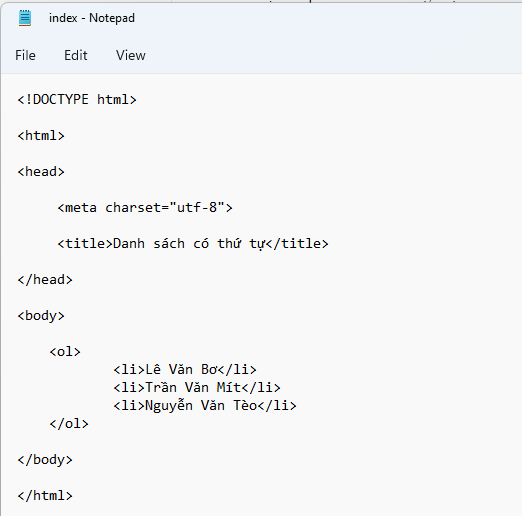 index - Notepad
File Edit View
<!DOCTYPE html>
<html>
<head>
<meta charset="utf-8">
<title>Danh sách có thứ tự</title>
</head>
<body>
<ol>
<li>Lê Văn Bơ</li>
<li>Trần Văn Mít</li>
<li>Nguyễn Văn Tèo</li>
</ol>
</body>
</html>